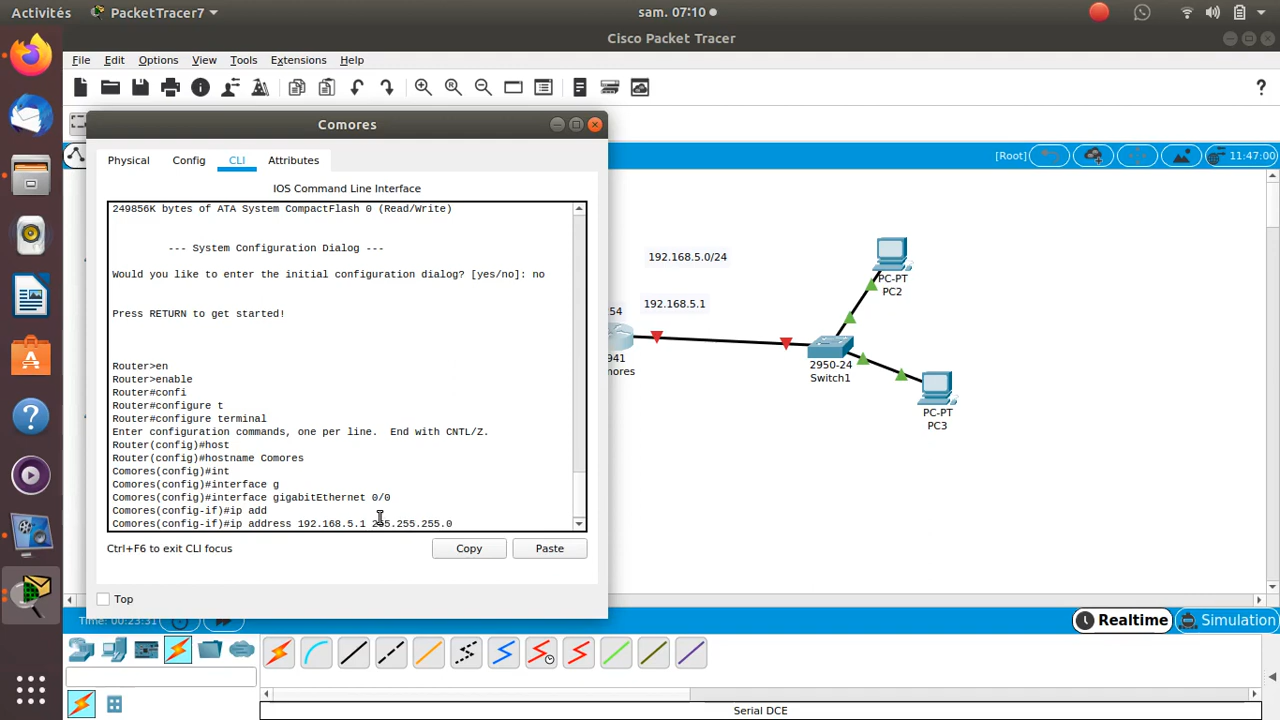 Activités PacketTracer7 sam. 07:10
Cisco Packet Tracer
File Edit Options View Tools Extensions Help
?
Comores
[Root] 11:47:00
Physical Config CLI Attributes
IOS Command Line Interface
249856K bytes of ATA System CompactFlash 0 (Read/Write)
--- System Configuration Dialog ---
Would you like to enter the initial configuration dialog? [yes/no]: no
Press RETURN to get started!
Router>en
Router>enable
Router#confi
Router#configure t
Router#configure terminal
Enter configuration commands, one per line. End with CNTL/Z.
Router(config)#host
Router(config)#hostname Comores
Comores(config)#int
Comores(config)#interface g
Comores(config)#interface gigabitEthernet 0/0
Comores(config-if)#ip add
Comores(config-if)#ip address 192.168.5.1 255.255.255.0
Ctrl+F6 to exit CLI focus
Copy Paste
Top
192.168.5.0/24
192.168.5.1
54
941
mores
2950-24
Switch1
PC-PT
PC2
PC-PT
PC3
Time: 00:23:31
Realtime Simulation
Serial DCE